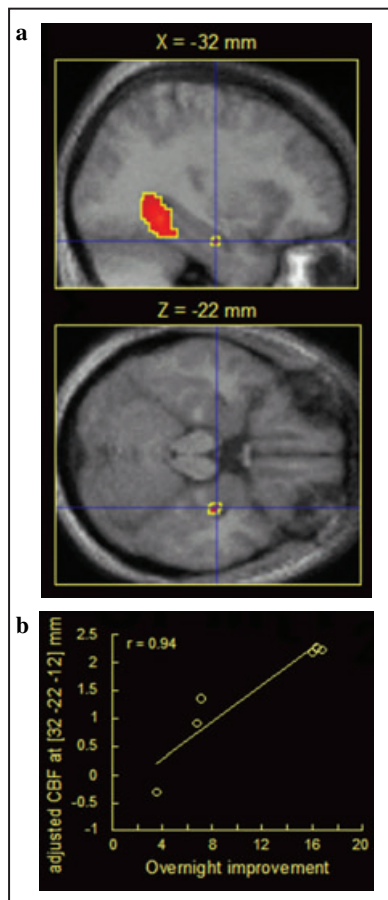 a
X = -32 mm
Z = -22 mm
b
adjusted CBF at [32 -22 -12] mm
2.5
2
1.5
1
0.5
0
-0.5
-1
r = 0.94
0 4 8 12 16 20
Overnight improvement